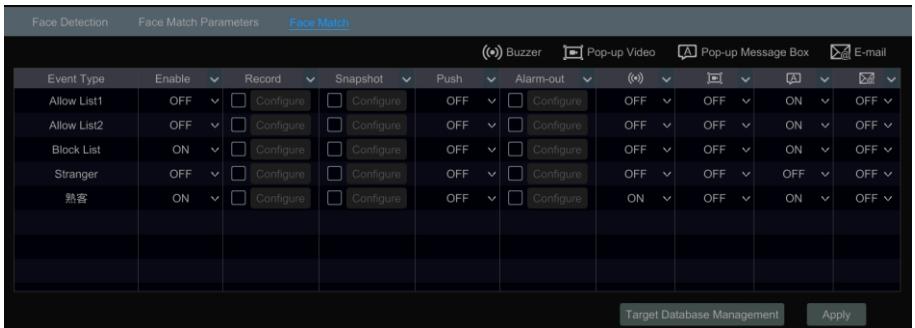 Face Detection Face Match Parameters Face Match
Buzzer Pop-up Video Pop-up Message Box E-mail
Event Type Enable Record Snapshot Push Alarm-out
Allow List1 OFF Configure Configure OFF Configure OFF OFF ON OFF
Allow List2 OFF Configure Configure OFF Configure OFF OFF ON OFF
Block List ON Configure Configure OFF Configure OFF OFF ON OFF
Stranger OFF Configure Configure OFF Configure OFF OFF OFF OFF
熟客 ON Configure Configure OFF Configure ON OFF ON OFF
Target Database Management Apply